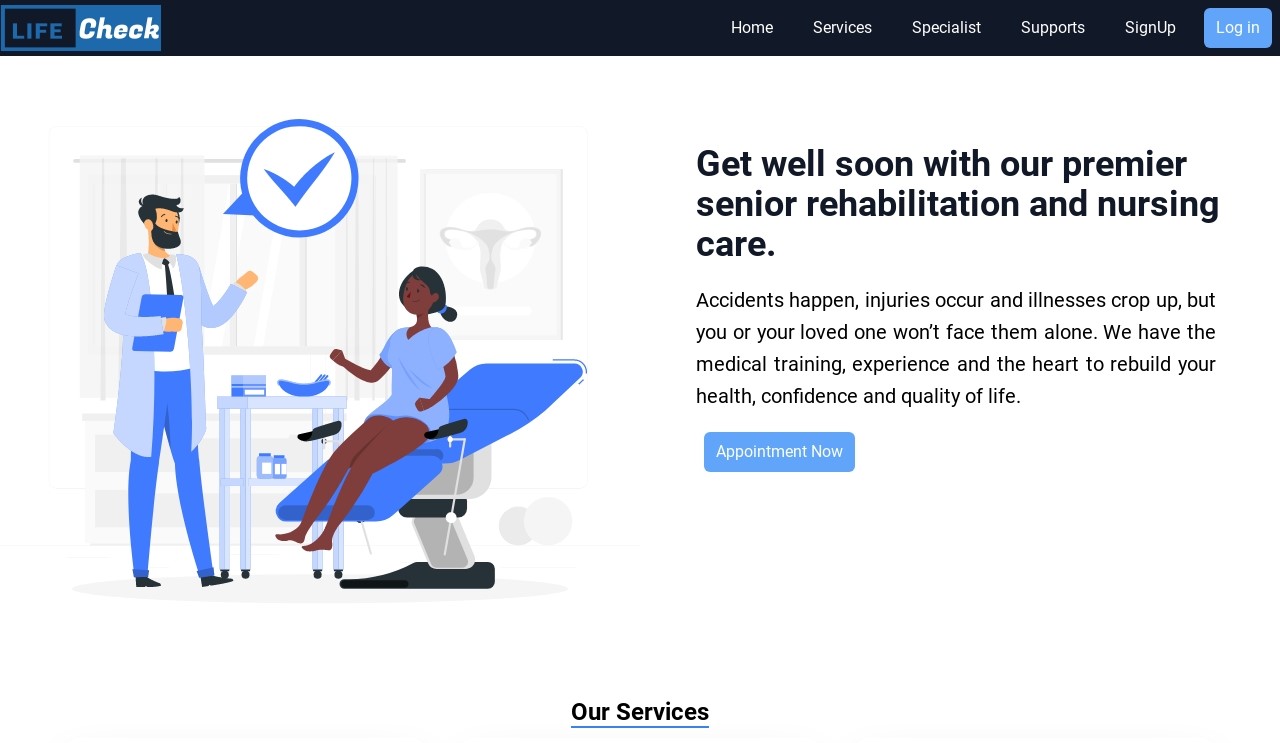 LIFE Check
Home Services Specialist Supports SignUp Log in
Get well soon with our premier
senior rehabilitation and nursing
care.
Accidents happen, injuries occur and illnesses crop up, but
you or your loved one won’t face them alone. We have the
medical training, experience and the heart to rebuild your
health, confidence and quality of life.
Appointment Now
Our Services